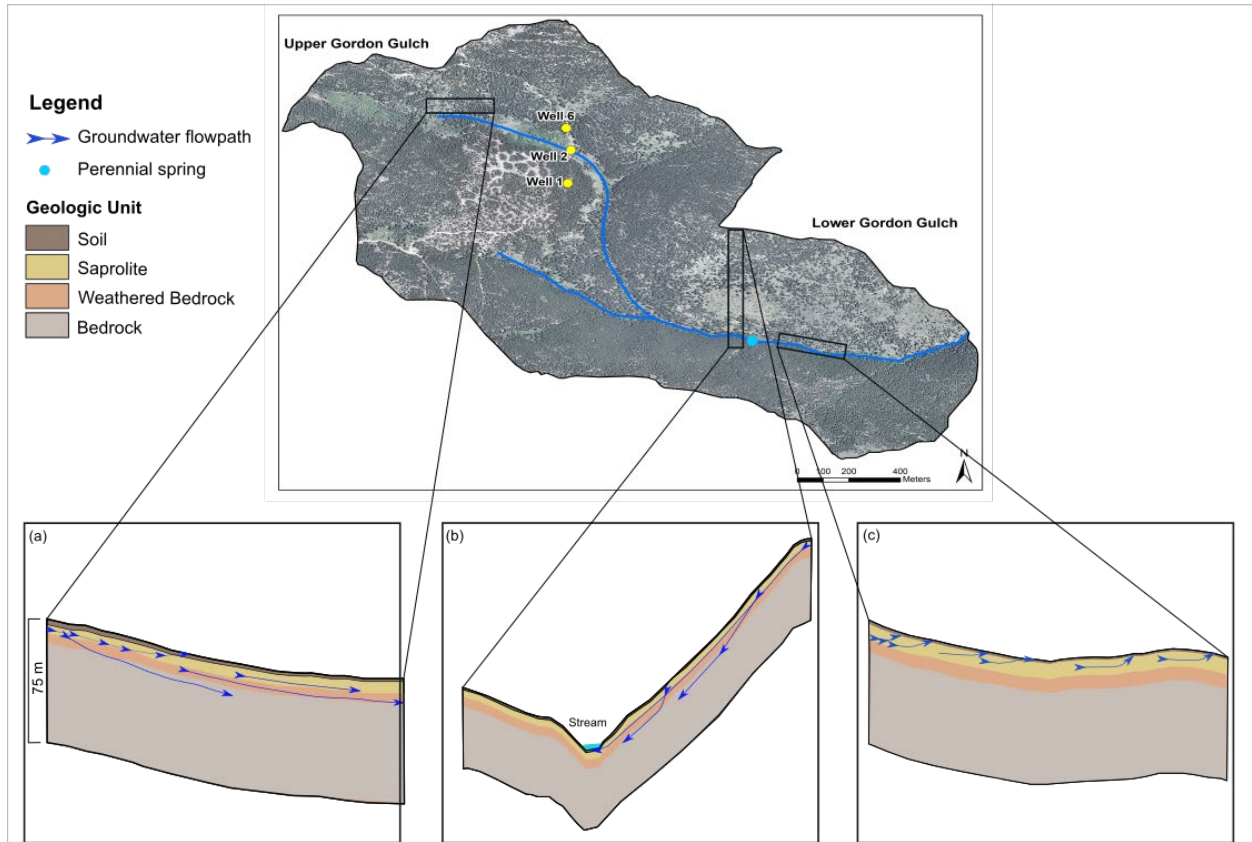 Upper Gordon Gulch
Legend
Groundwater flowpath
Perennial spring
Geologic Unit
Soil
Saprolite
Weathered Bedrock
Bedrock
Well 6
Well 2
Well 1
Lower Gordon Gulch
N
0 100 200 400
Meters
(a)
75 m
(b)
Stream
(c)